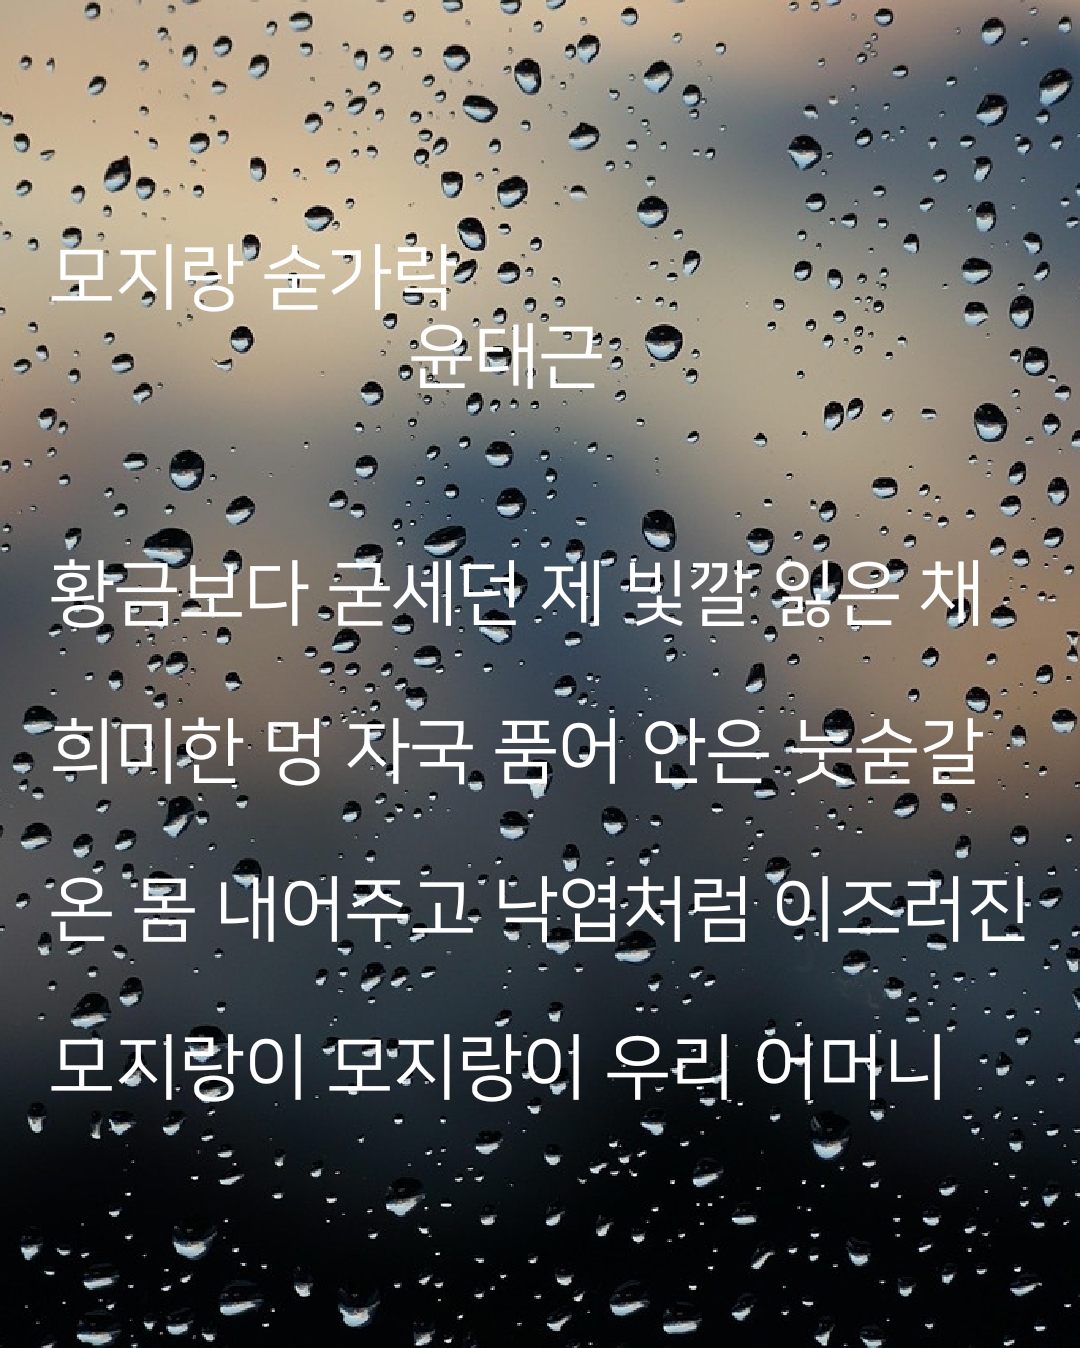 모지랑 숟가락
윤태근
황금보다 굳세던 제 빛깔 잃은 채
희미한 멍 자국 품어 안은 눗숟갈
온 몸 내어주고 낙엽처럼 이즈러진
모지랑이 모지랑이 우리 어머니